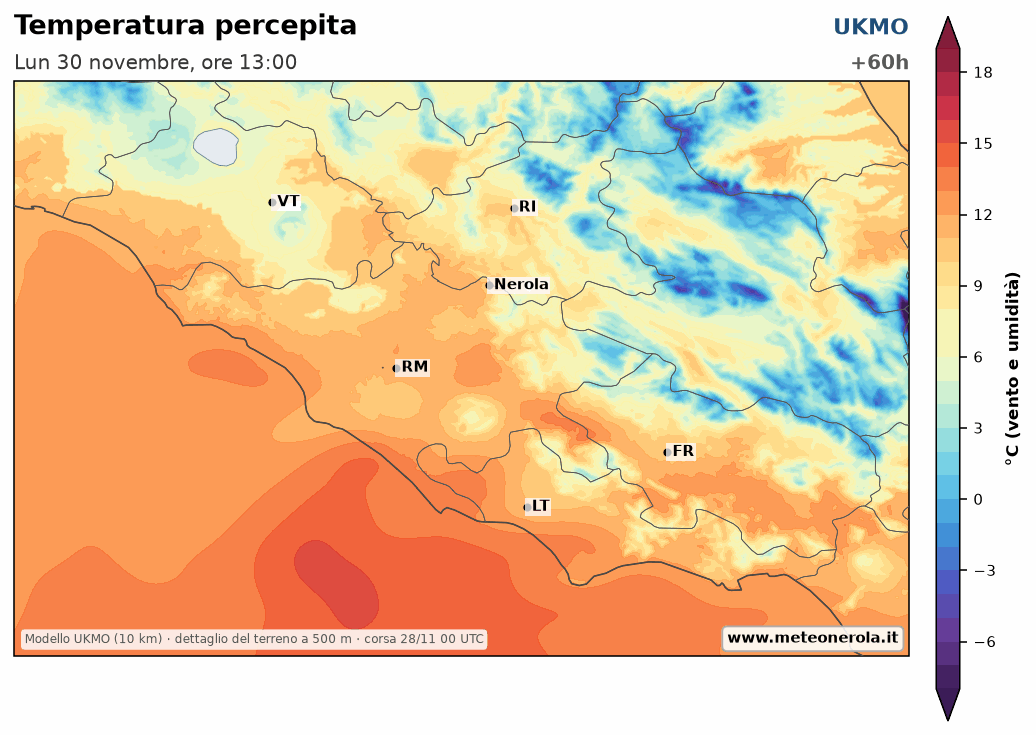 Temperatura percepita
UKMO
Lun 30 novembre, ore 13:00
+60h
VT
RI
Nerola
RM
FR
LT
18
15
12
9
6
3
0
−3
−6
°C (vento e umidità)
Modello UKMO (10 km) · dettaglio del terreno a 500 m · corsa 28/11 00 UTC
www.meteonerola.it